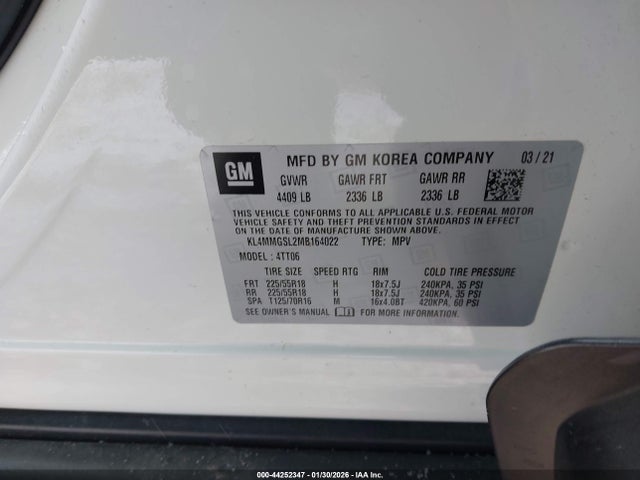 GM
MFD BY GM KOREA COMPANY 03/21
GVWR GAWR FRT GAWR RR
4409 LB 2336 LB 2336 LB
THIS VEHICLE CONFORMS TO ALL APPLICABLE U.S. FEDERAL MOTOR
VEHICLE SAFETY, BUMPER, AND THEFT PREVENTION STANDARDS IN EFFECT
ON THE DATE OF MANUFACTURE SHOWN ABOVE.
KL4MMGSL2MB164022 TYPE: MPV
MODEL: 4TT06
TIRE SIZE SPEED RTG RIM COLD TIRE PRESSURE
FRT 225/55R18 H 18x7.5J 240KPA, 35 PSI
RR 225/55R18 H 18x7.5J 240KPA, 35 PSI
SPA T125/70R16 M 16x4.0BT 420KPA, 60 PSI
SEE OWNER'S MANUAL FOR MORE INFORMATION
000-44252347 | 01/30/2026 - IAA, Inc.